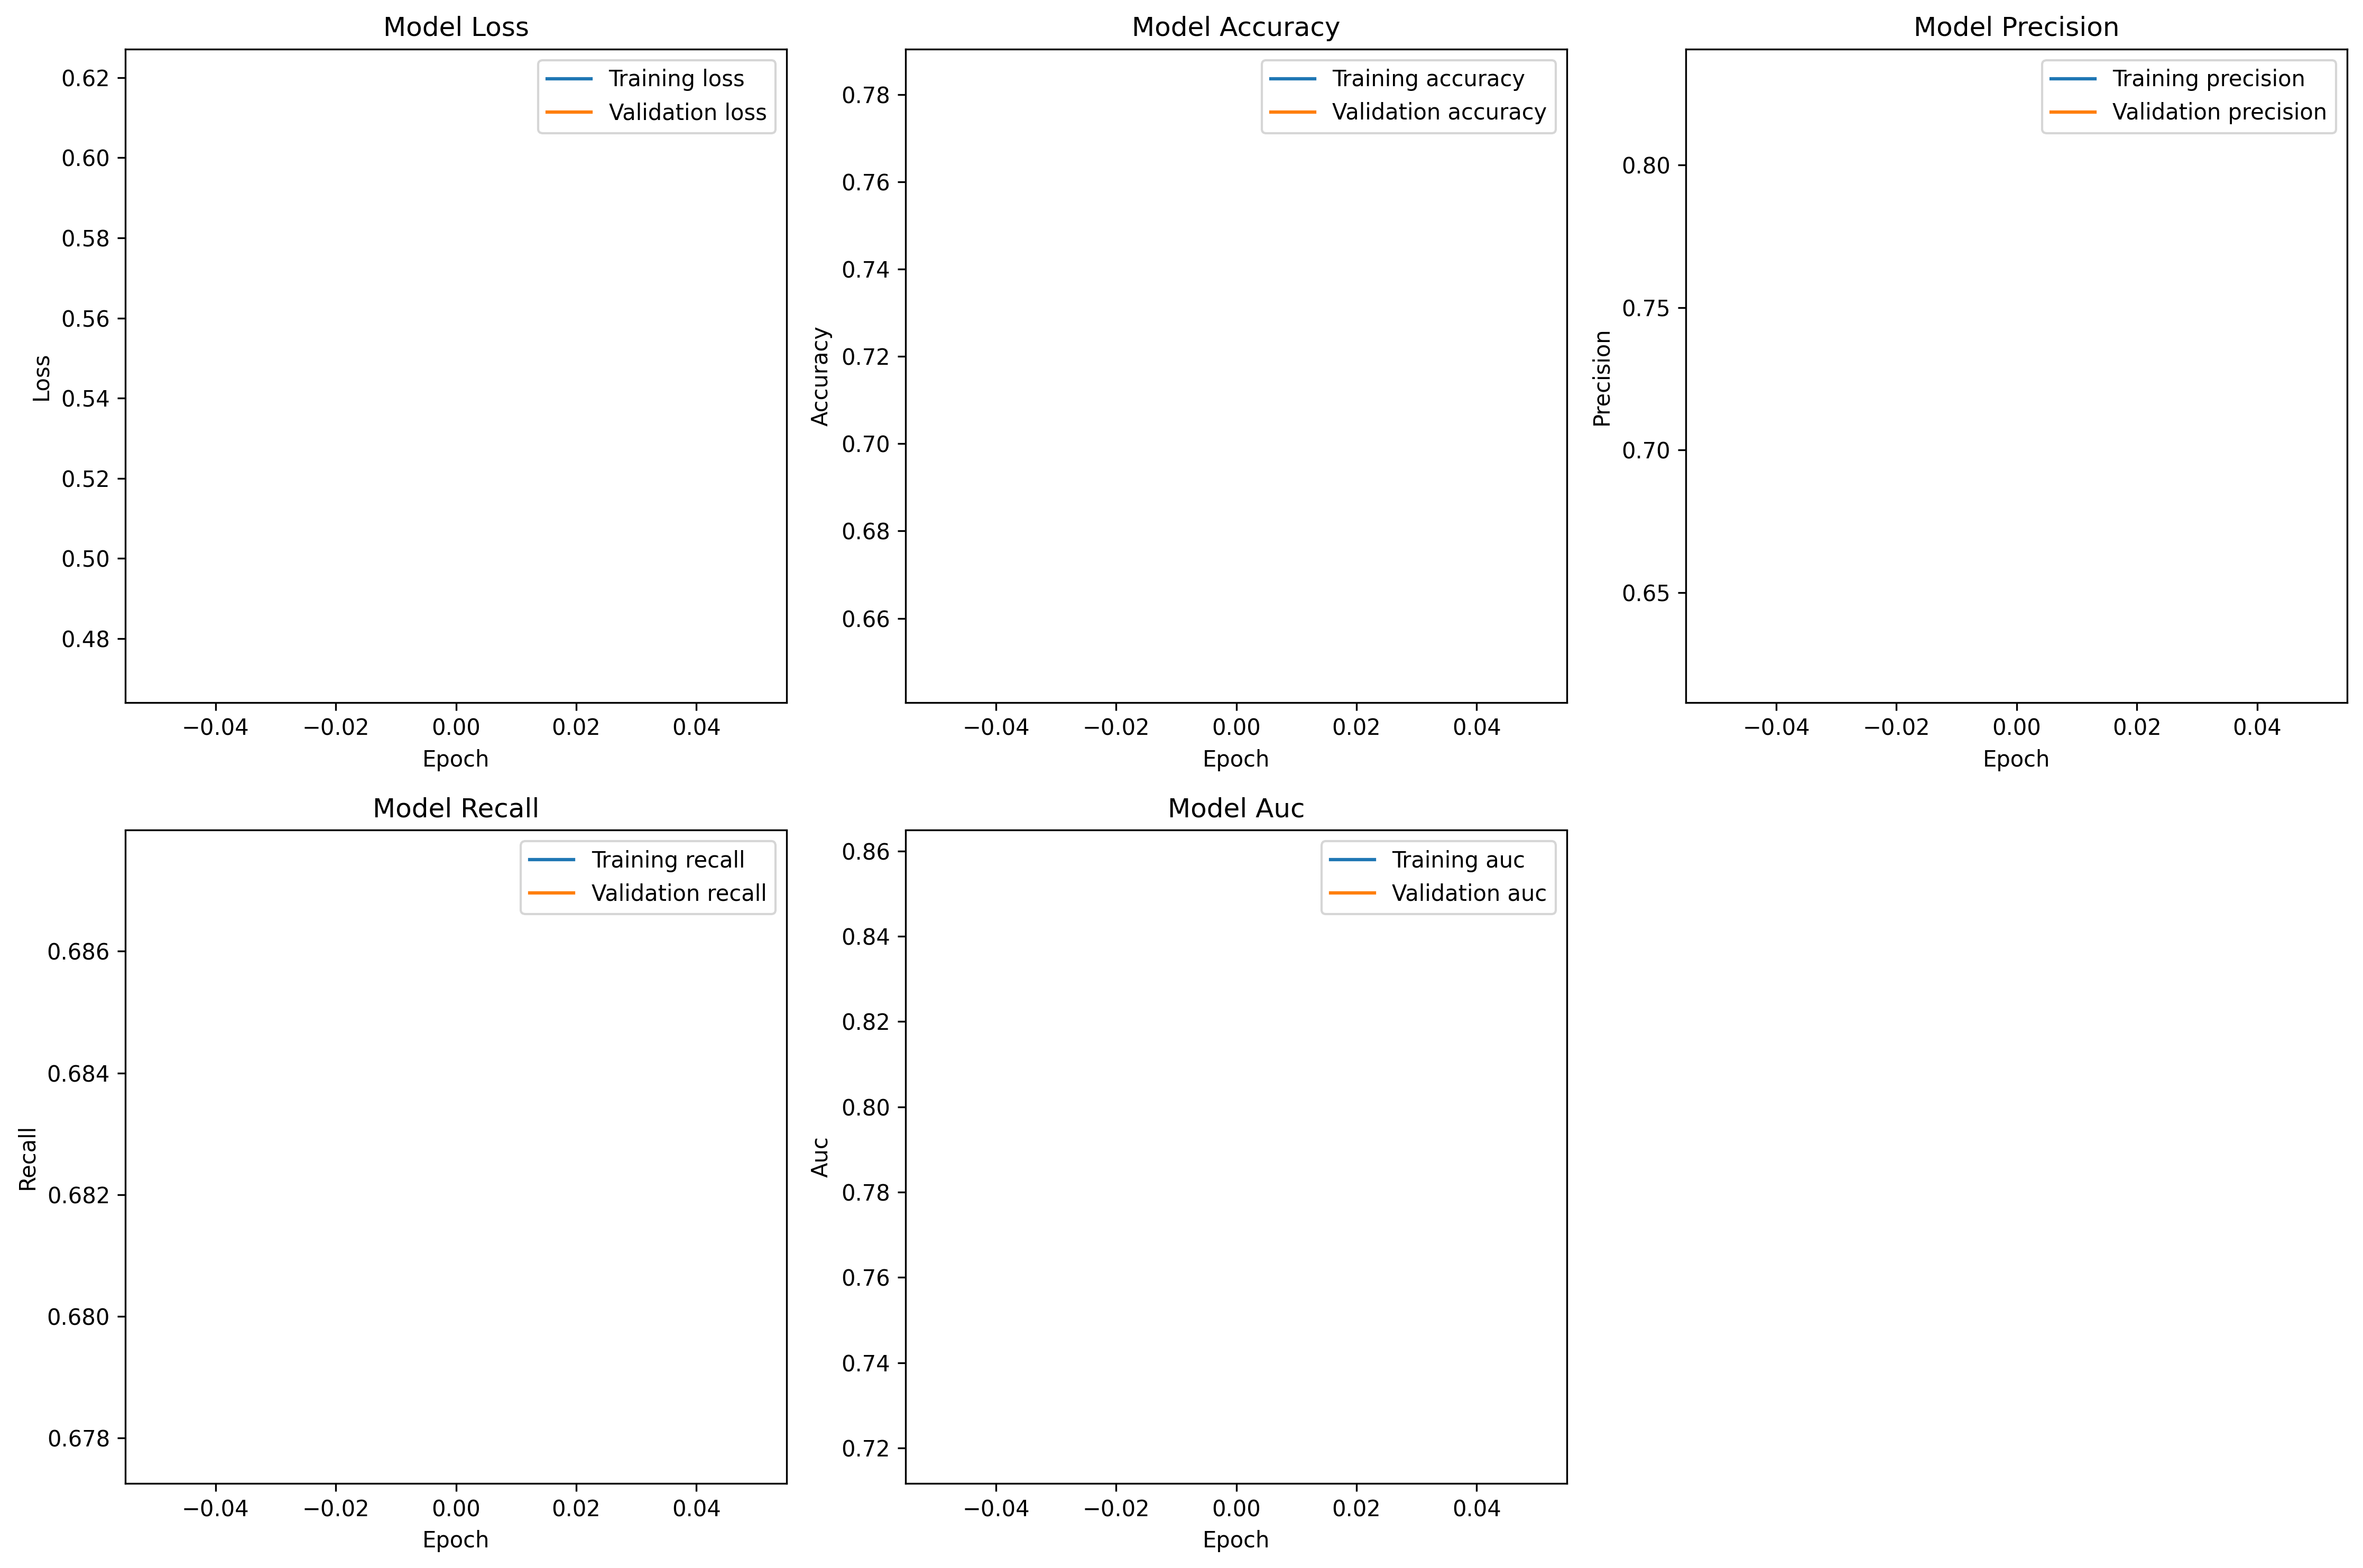 Model Loss
Training loss
Validation loss
0.62
0.60
0.58
0.56
0.54
0.52
0.50
0.48
Loss
−0.04 −0.02 0.00 0.02 0.04
Epoch
Model Accuracy
Training accuracy
Validation accuracy
0.78
0.76
0.74
0.72
0.70
0.68
0.66
Accuracy
−0.04 −0.02 0.00 0.02 0.04
Epoch
Model Precision
Training precision
Validation precision
0.80
0.75
0.70
0.65
Precision
−0.04 −0.02 0.00 0.02 0.04
Epoch
Model Recall
Training recall
Validation recall
0.686
0.684
0.682
0.680
0.678
Recall
−0.04 −0.02 0.00 0.02 0.04
Epoch
Model Auc
Training auc
Validation auc
0.86
0.84
0.82
0.80
0.78
0.76
0.74
0.72
Auc
−0.04 −0.02 0.00 0.02 0.04
Epoch